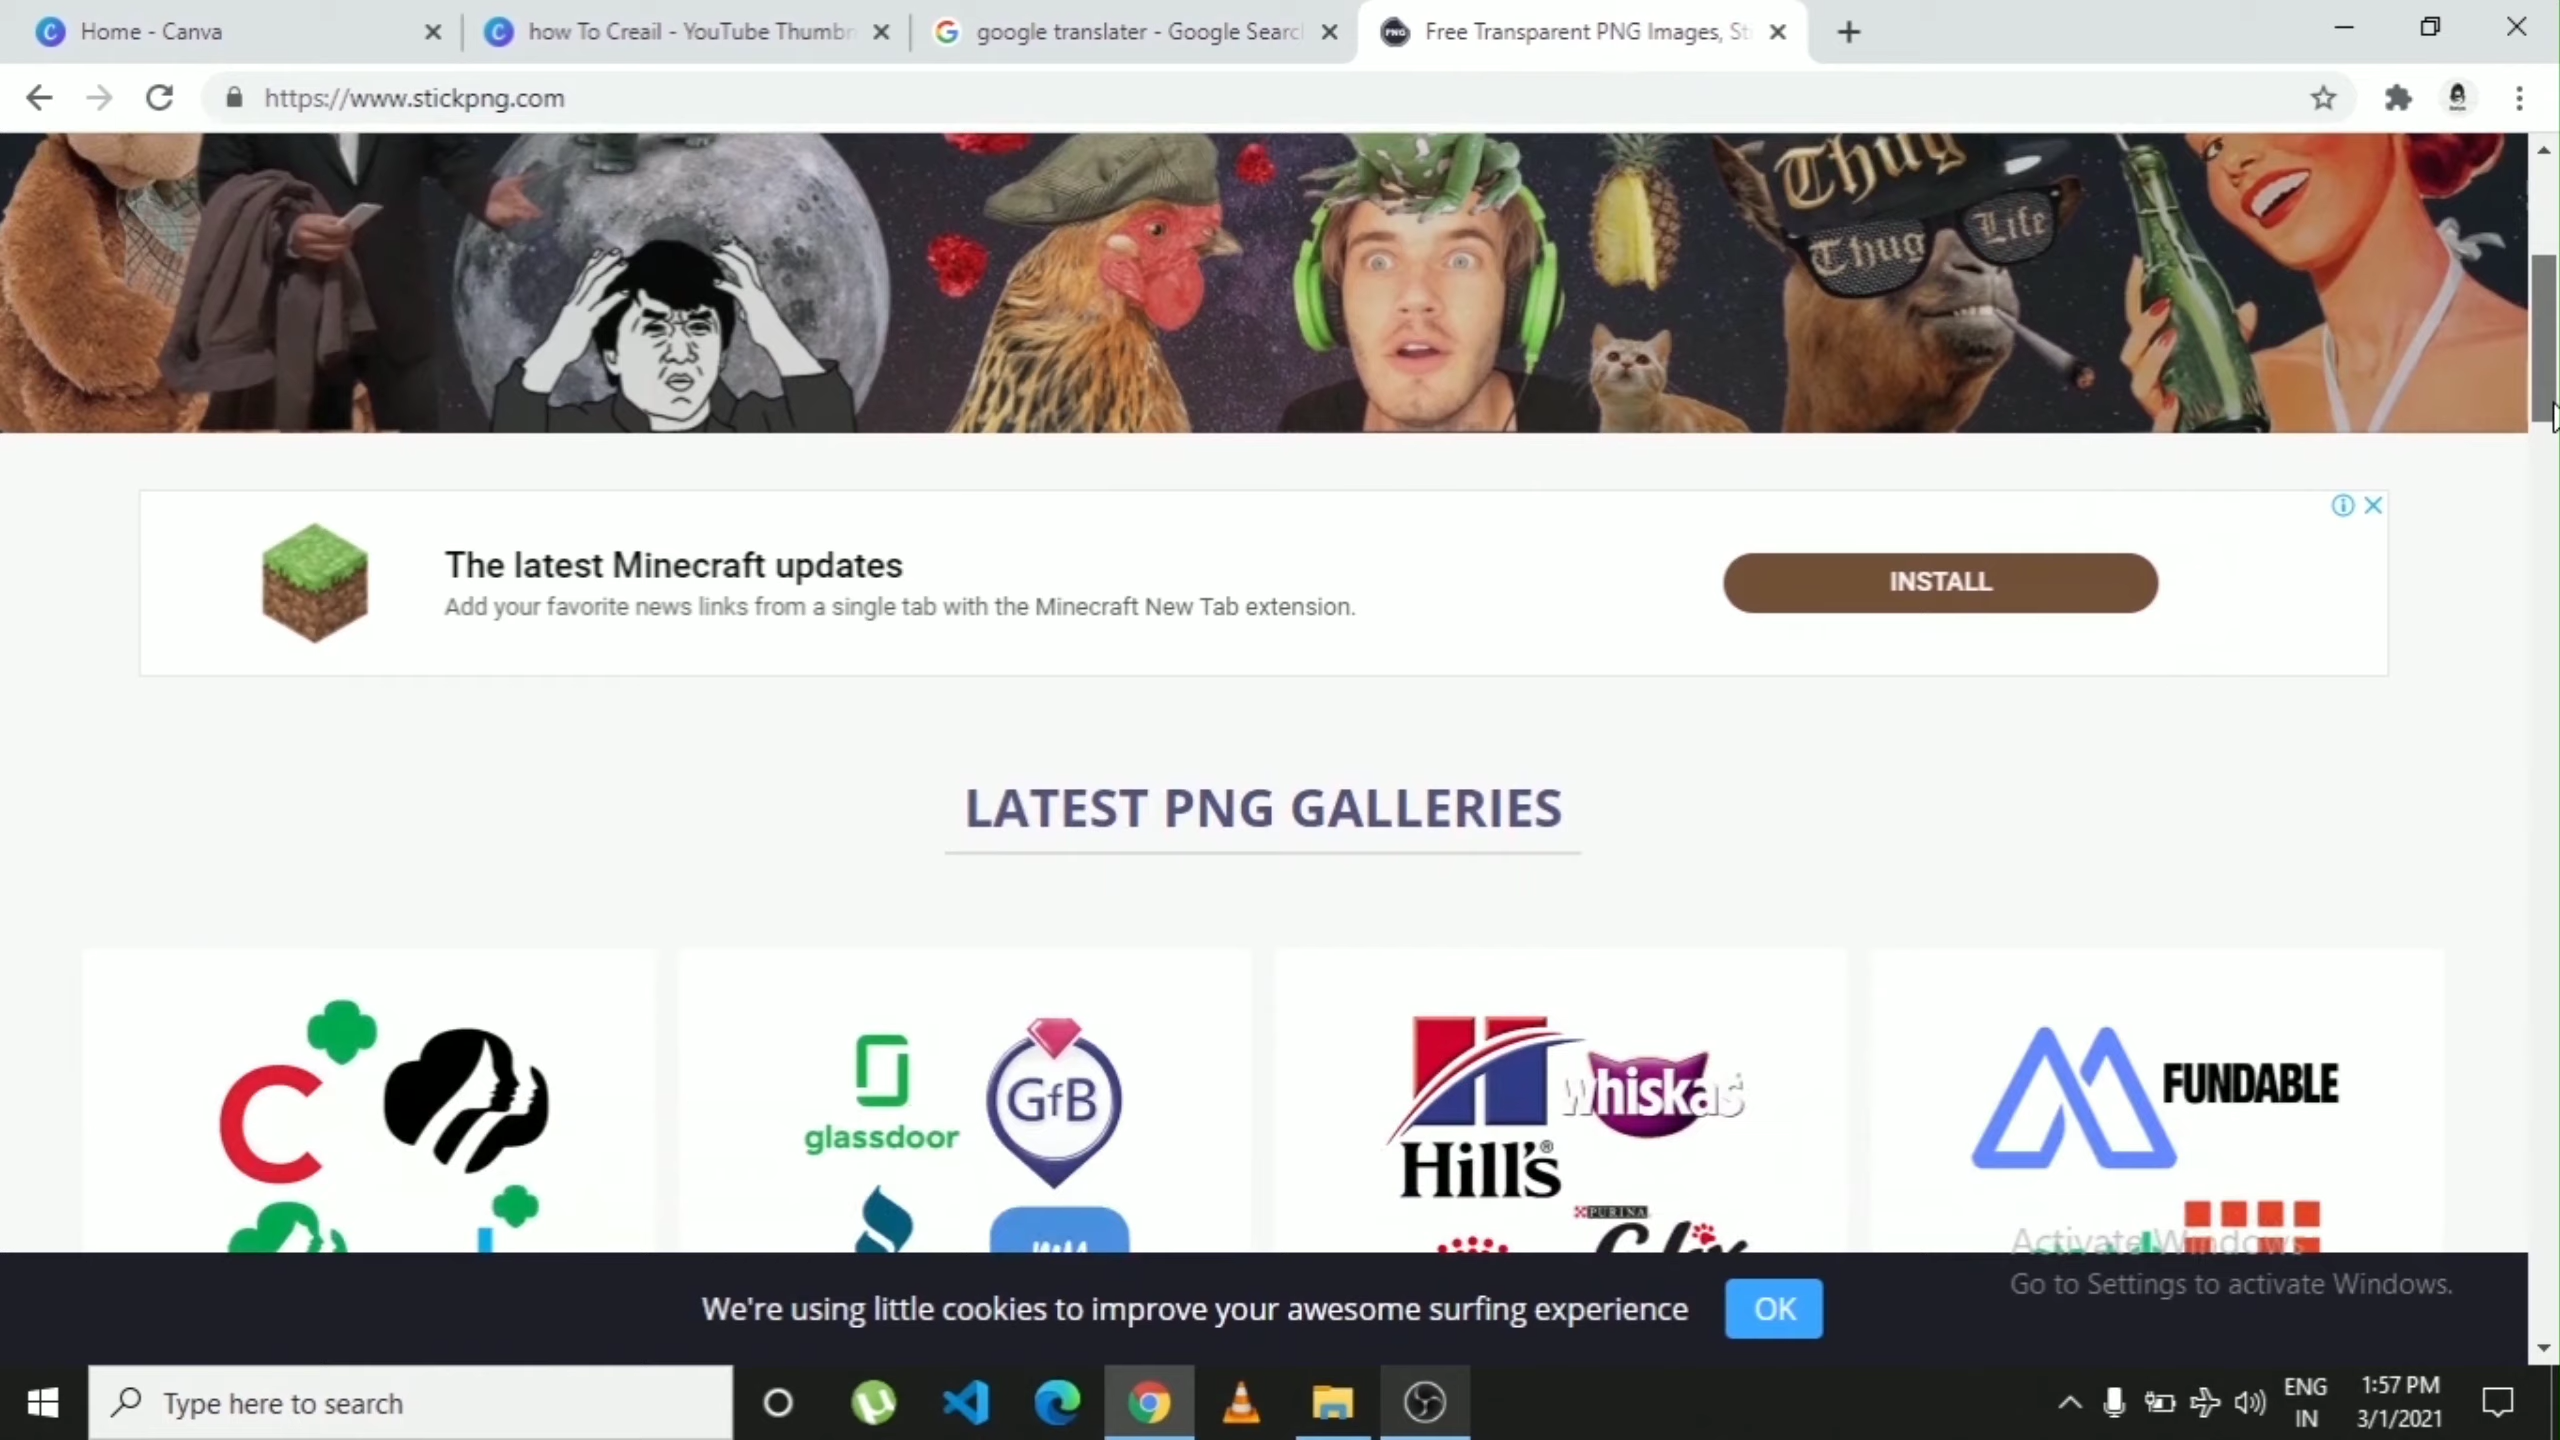 Home - Canva
how To Creail - YouTube Thumbn
google translater - Google Searc
Free Transparent PNG Images, St
https://www.stickpng.com
Thug
Thug Life
The latest Minecraft updates
Add your favorite news links from a single tab with the Minecraft New Tab extension.
INSTALL
LATEST PNG GALLERIES
glassdoor
GfB
Hill's®
whiskas
PURINA
FUNDABLE
Activate Windows
Go to Settings to activate Windows.
We're using little cookies to improve your awesome surfing experience
OK
Type here to search
ENG
IN
1:57 PM
3/1/2021